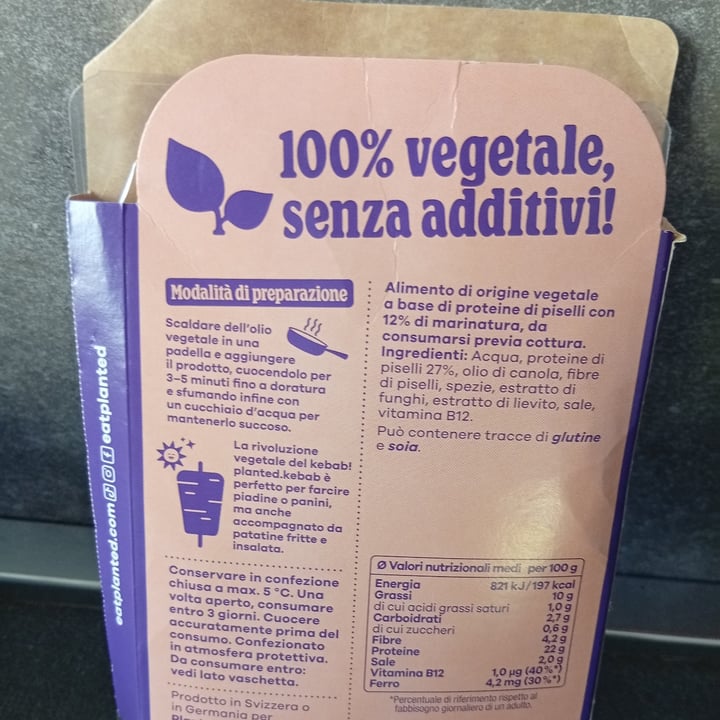 100% vegetale,
senza additivi!
Modalità di preparazione
Scaldare dell'olio
vegetale in una
padella e aggiungere
il prodotto, cuocendolo per
3-5 minuti fino a doratura
e sfumando infine con
un cucchiaio d'acqua per
mantenerlo succoso.
La rivoluzione
vegetale del kebab!
planted.kebab è
perfetto per farcire
piadine o panini,
ma anche
accompagnato da
patatine fritte e
insalata.
Conservare in confezione
chiusa a max. 5 °C. Una
volta aperto, consumare
entro 3 giorni. Cuocere
accuratamente prima del
consumo. Confezionato
in atmosfera protettiva.
Da consumare entro:
vedi lato vaschetta.
Prodotto in Svizzera o
in Germania per
Alimento di origine vegetale
a base di proteine di piselli con
12% di marinatura, da
consumarsi previa cottura.
Ingredienti: Acqua, proteine di
piselli 27%, olio di canola, fibre
di piselli, spezie, estratto di
funghi, estratto di lievito, sale,
vitamina B12.
Può contenere tracce di glutine
e soia.
Ø Valori nutrizionali medi per 100 g
Energia 821 kJ/197 kcal
Grassi 10 g
di cui acidi grassi saturi 1,0 g
Carboidrati 2,7 g
di cui zuccheri 0,6 g
Fibre 4,2 g
Proteine 22 g
Sale 2,0 g
Vitamina B12 1,0 µg (40%*)
Ferro 4,2 mg (30%*)
*Percentuale di riferimento rispetto al
fabbisogno giornaliero di un adulto.
eatplanted.com eatplanted